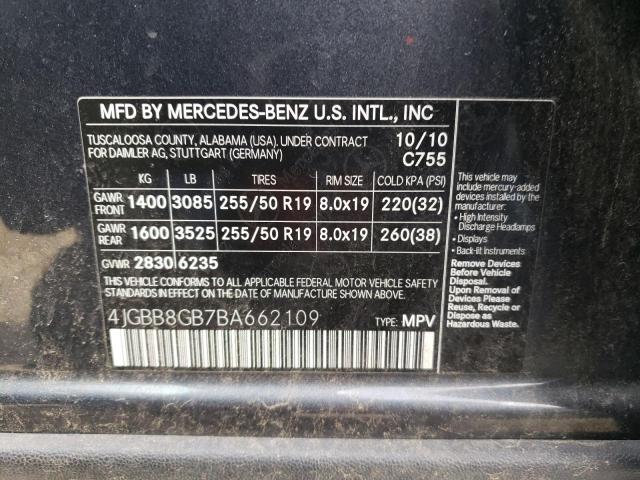 MFD BY MERCEDES-BENZ U.S. INTL., INC
TUSCALOOSA COUNTY, ALABAMA (USA). UNDER CONTRACT 10/10
FOR DAIMLER AG, STUTTGART (GERMANY) C755
KG LB TIRES RIM SIZE COLD KPA (PSI)
GAWR FRONT 1400 3085 255/50 R19 8.0x19 220(32)
GAWR REAR 1600 3525 255/50 R19 8.0x19 260(38)
GVWR 2830 6235
THIS VEHICLE CONFORMS TO ALL APPLICABLE FEDERAL MOTOR VEHICLE SAFETY
BUMPER AND THEFT PREVENTION STANDARDS IN EFFECT ON THE DATE
OF MANUFACTURE SHOWN ABOVE.
4JGBB8GB7BA662109 TYPE: MPV
This vehicle may
include mercury-added
devices installed by the
manufacturer:
• High Intensity
Discharge Headlamps
• Displays
• Back-lit Instruments
Remove Devices
Before Vehicle
Disposal.
Upon Removal
of Devices Please
Reuse, Recycle or
Dispose as
Hazardous Waste.